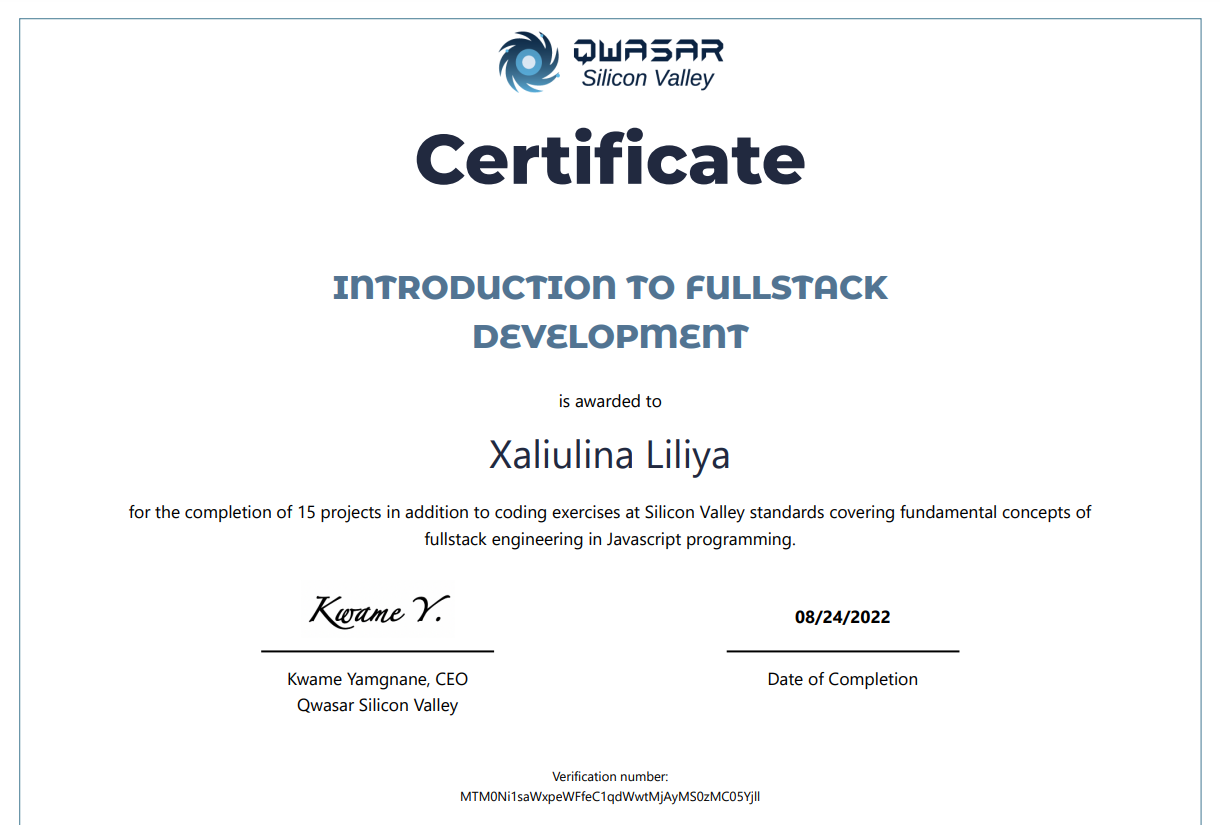 QWASAR
Silicon Valley
Certificate
INTRODUCTION TO FULLSTACK
DEVELOPMENT
is awarded to
Xaliulina Liliya
for the completion of 15 projects in addition to coding exercises at Silicon Valley standards covering fundamental concepts of
fullstack engineering in Javascript programming.
Kwame Y.
08/24/2022
Kwame Yamgnane, CEO
Date of Completion
Qwasar Silicon Valley
Verification number:
MTM0Ni1saWxpeWFfeC1qdWwtMjAyMS0zMC05Yjll